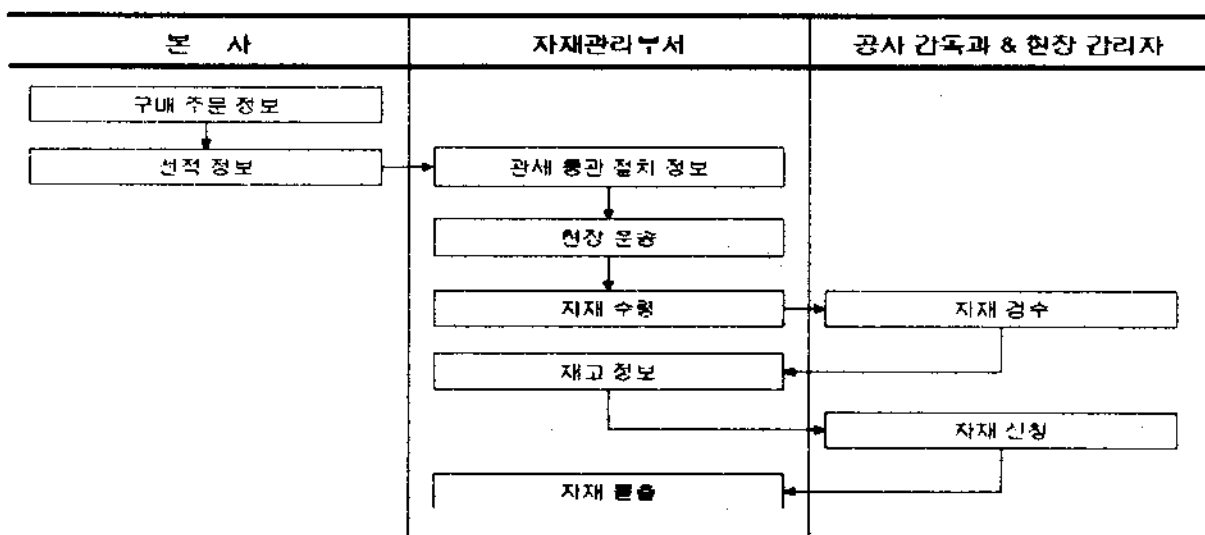 본 사
자재관리부서
공사 감독과 & 현장 관리자
구매 주문 정보
선적 정보
관세 통관 절차 정보
현장 운송
자재 수령
자재 검수
재고 정보
자재 신청
자재 불출